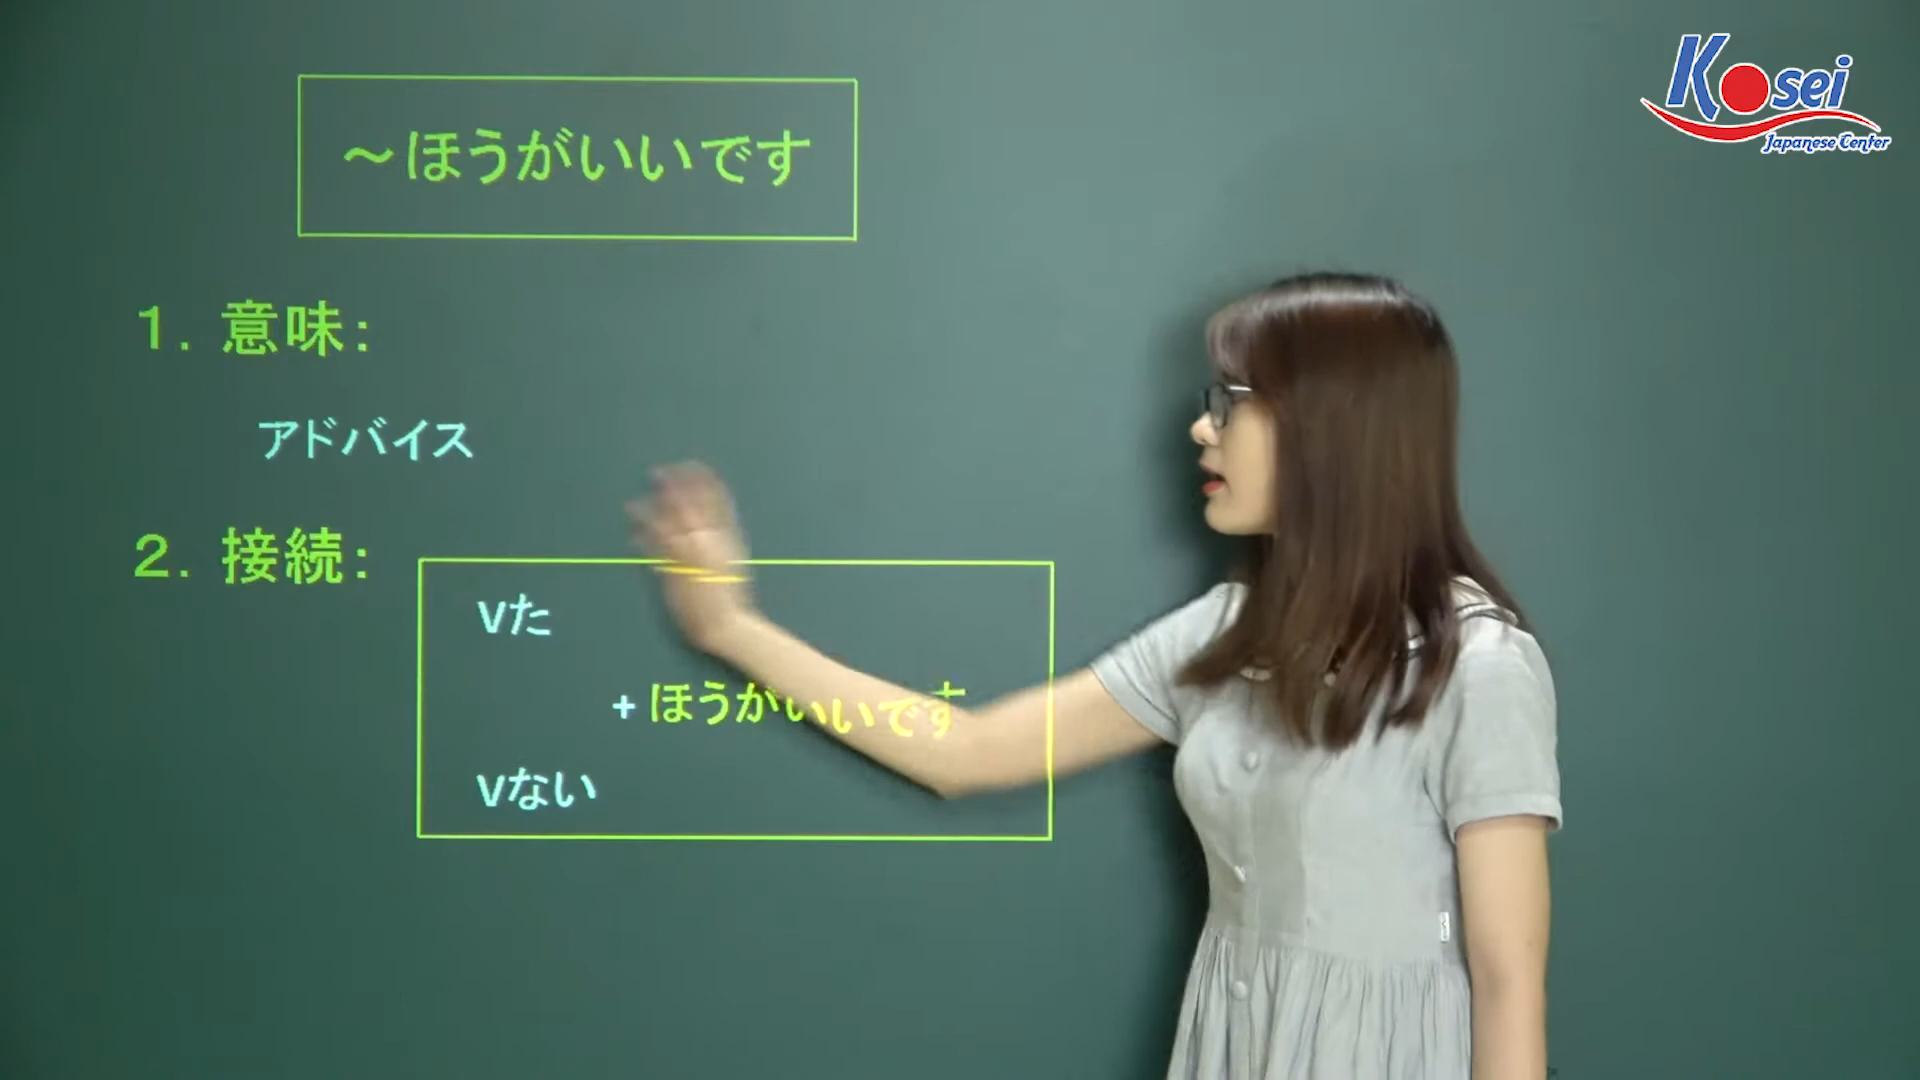 ～ほうがいいです
1. 意味:
アドバイス
2. 接続:
Vた
+ ほうがいいです
Vない
Kosei
Japanese Center